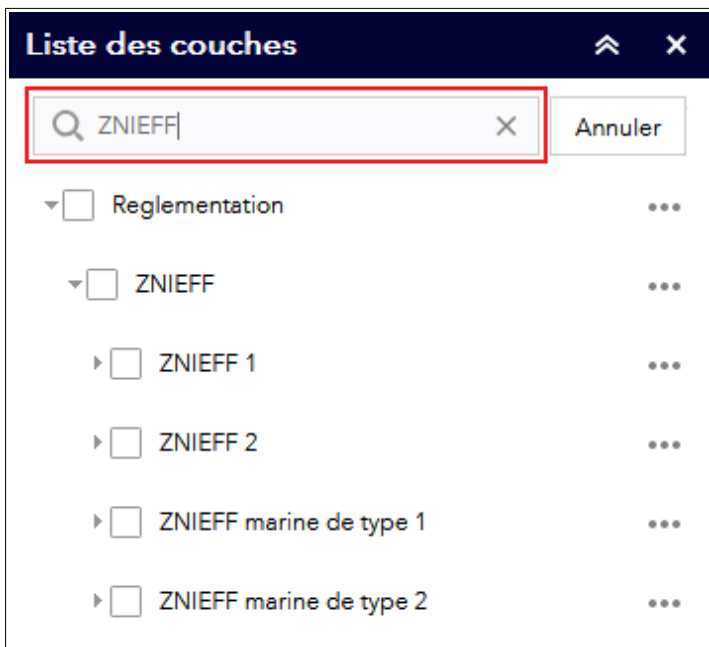 Liste des couches
ZNIEFF
Annuler
Reglementation
ZNIEFF
ZNIEFF 1
ZNIEFF 2
ZNIEFF marine de type 1
ZNIEFF marine de type 2